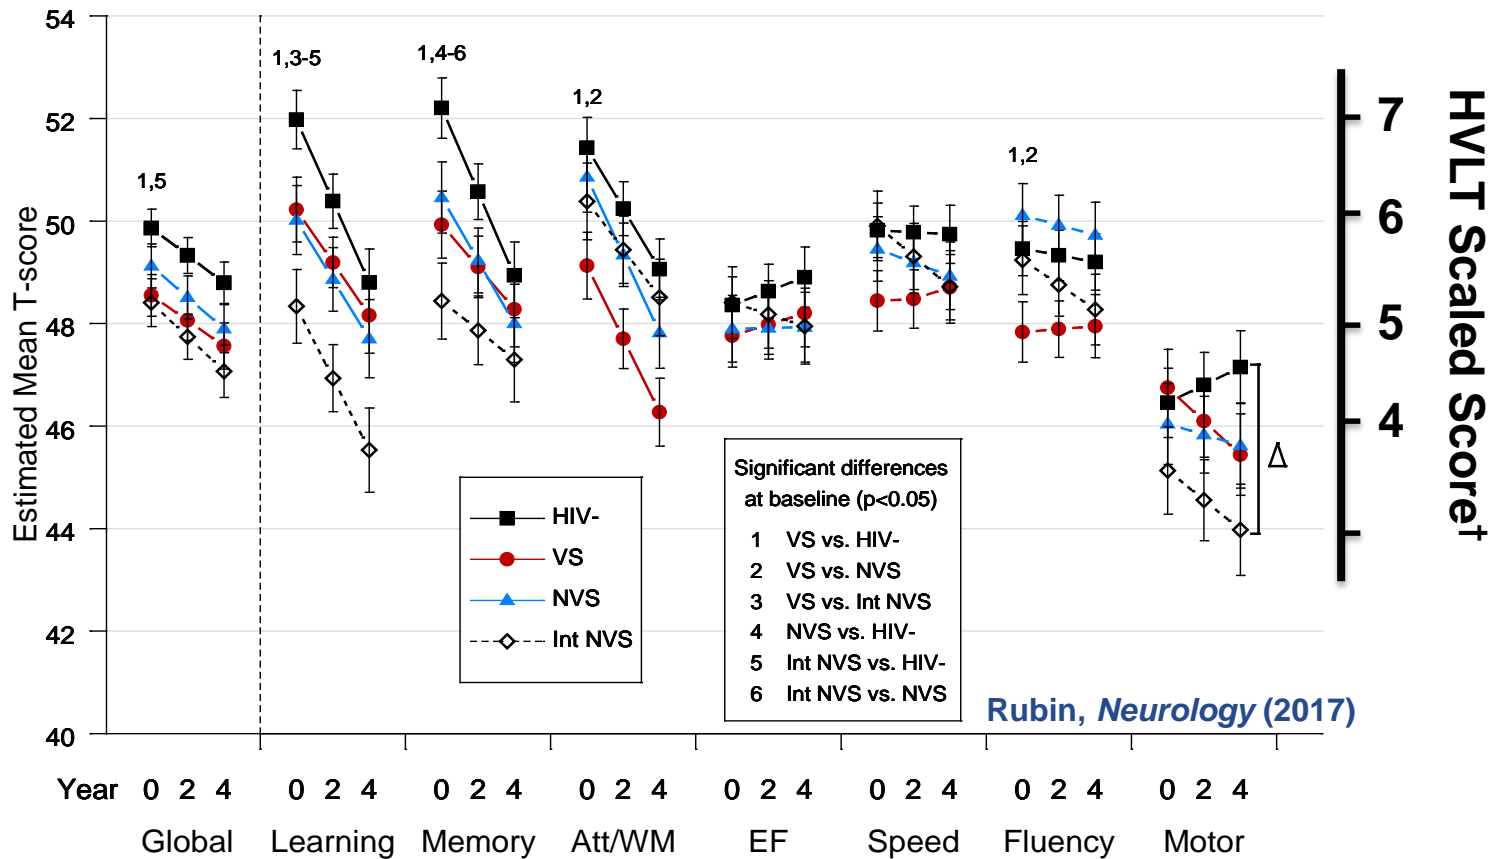 54
52
50
48
46
44
42
40
Estimated Mean T-score
1,5
1,3-5
1,4-6
1,2
1,2
HIV-
VS
NVS
Int NVS
Significant differences
at baseline (p<0.05)
1 VS vs. HIV-
2 VS vs. NVS
3 VS vs. Int NVS
4 NVS vs. HIV-
5 Int NVS vs. HIV-
6 Int NVS vs. NVS
Δ
7
6
5
4
HVLT Scaled Score†
Rubin, Neurology (2017)
Year 0 2 4 0 2 4 0 2 4 0 2 4 0 2 4 0 2 4 0 2 4 0 2 4
Global Learning Memory Att/WM EF Speed Fluency Motor